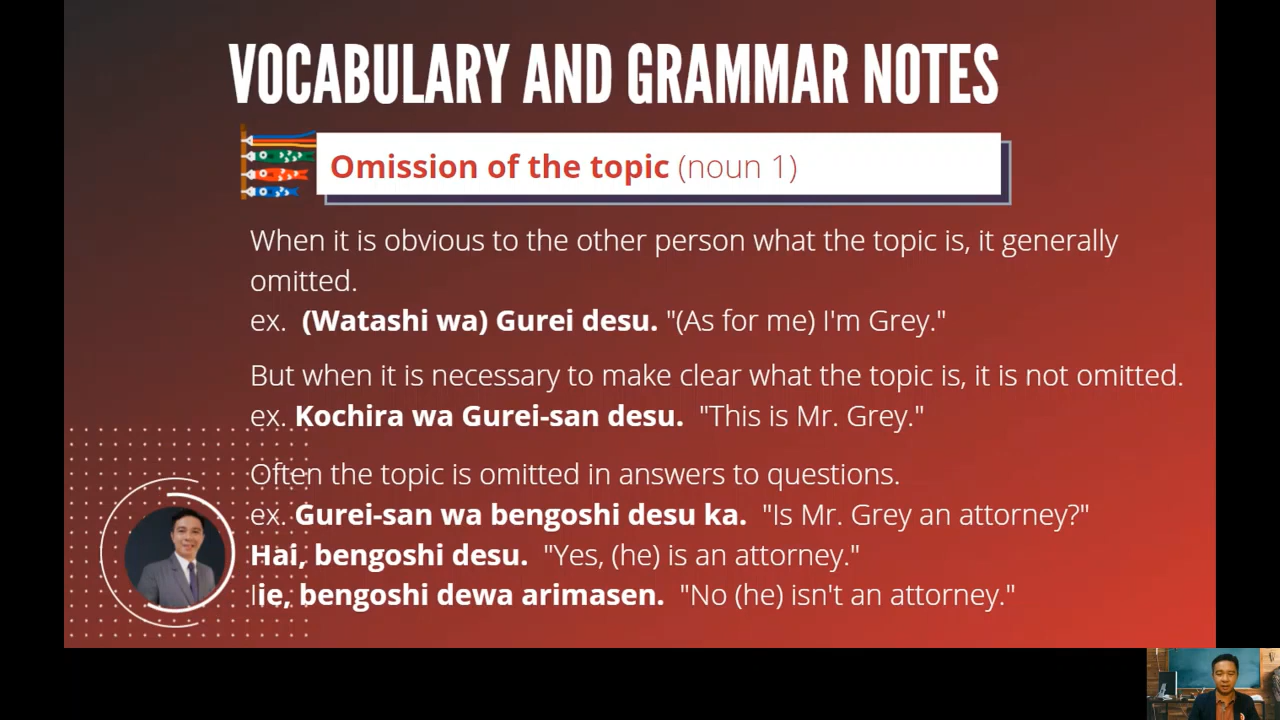 VOCABULARY AND GRAMMAR NOTES
Omission of the topic (noun 1)
When it is obvious to the other person what the topic is, it generally
omitted.
ex. (Watashi wa) Gurei desu. "(As for me) I'm Grey."
But when it is necessary to make clear what the topic is, it is not omitted.
ex. Kochira wa Gurei-san desu. "This is Mr. Grey."
Often the topic is omitted in answers to questions.
ex. Gurei-san wa bengoshi desu ka. "Is Mr. Grey an attorney?"
Hai, bengoshi desu. "Yes, (he) is an attorney."
Iie, bengoshi dewa arimasen. "No (he) isn't an attorney."